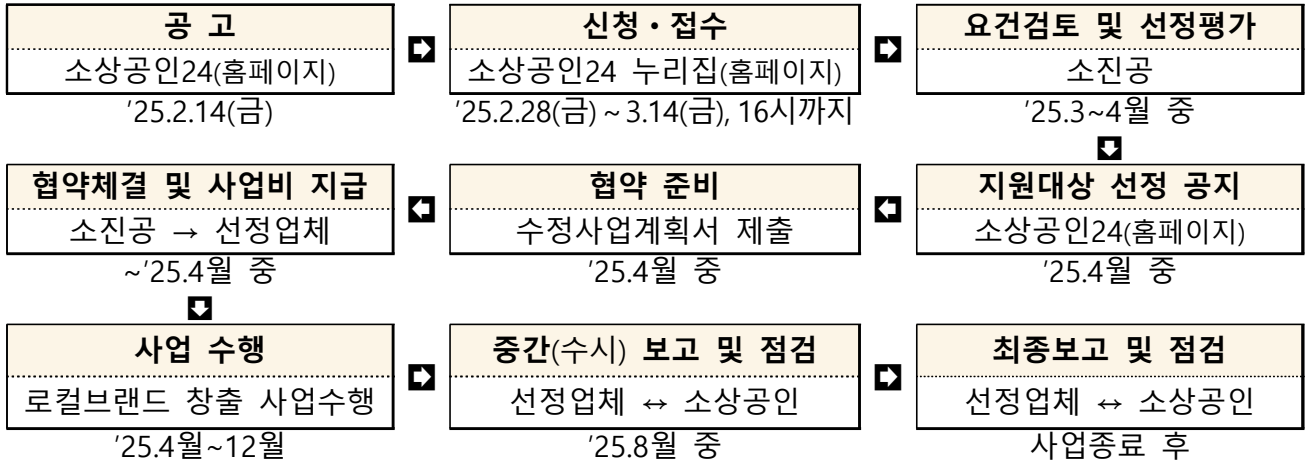 공 고
소상공인24(홈페이지)
'25.2.14(금)
신청・접수
소상공인24 누리집(홈페이지)
'25.2.28(금) ~ 3.14(금), 16시까지
요건검토 및 선정평가
소진공
'25.3~4월 중
지원대상 선정 공지
소상공인24(홈페이지)
'25.4월 중
협약 준비
수정사업계획서 제출
'25.4월 중
협약체결 및 사업비 지급
소진공 → 선정업체
~'25.4월 중
사업 수행
로컬브랜드 창출 사업수행
'25.4월~12월
중간(수시) 보고 및 점검
선정업체 ↔ 소상공인
'25.8월 중
최종보고 및 점검
선정업체 ↔ 소상공인
사업종료 후